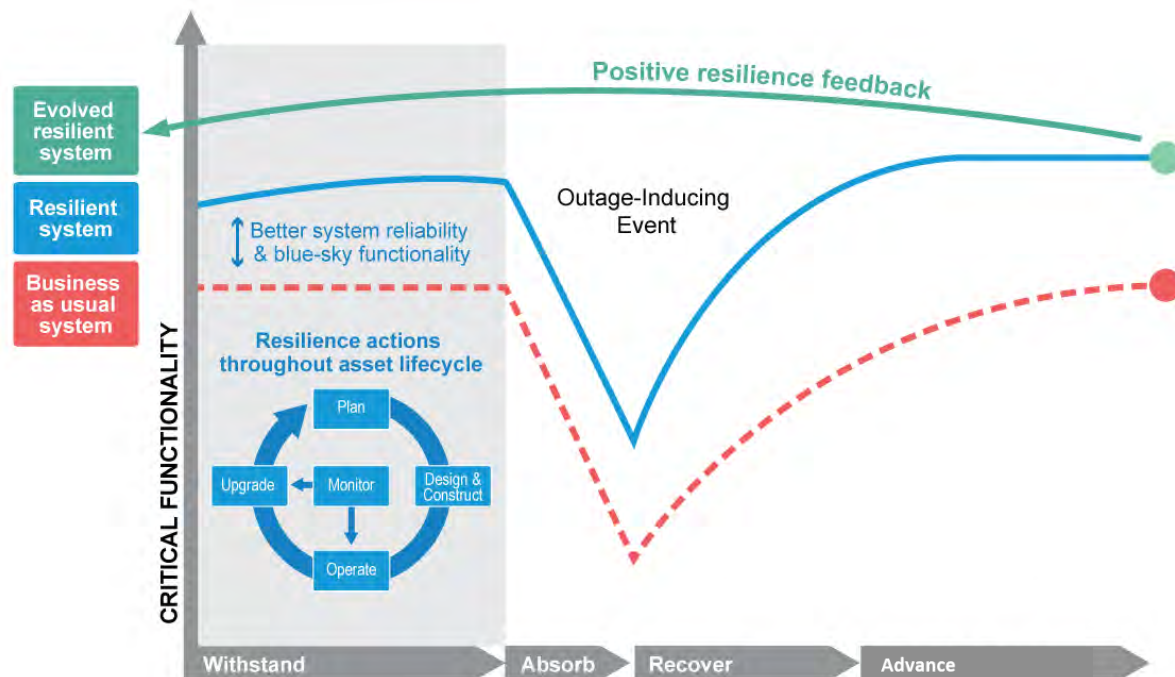 Positive resilience feedback
Evolved
resilient
system
Resilient
system
Business
as usual
system
CRITICAL FUNCTIONALITY
Better system reliability
& blue-sky functionality
Outage-Inducing
Event
Resilience actions
throughout asset lifecycle
Plan
Upgrade
Monitor
Design &
Construct
Operate
Withstand
Absorb
Recover
Advance